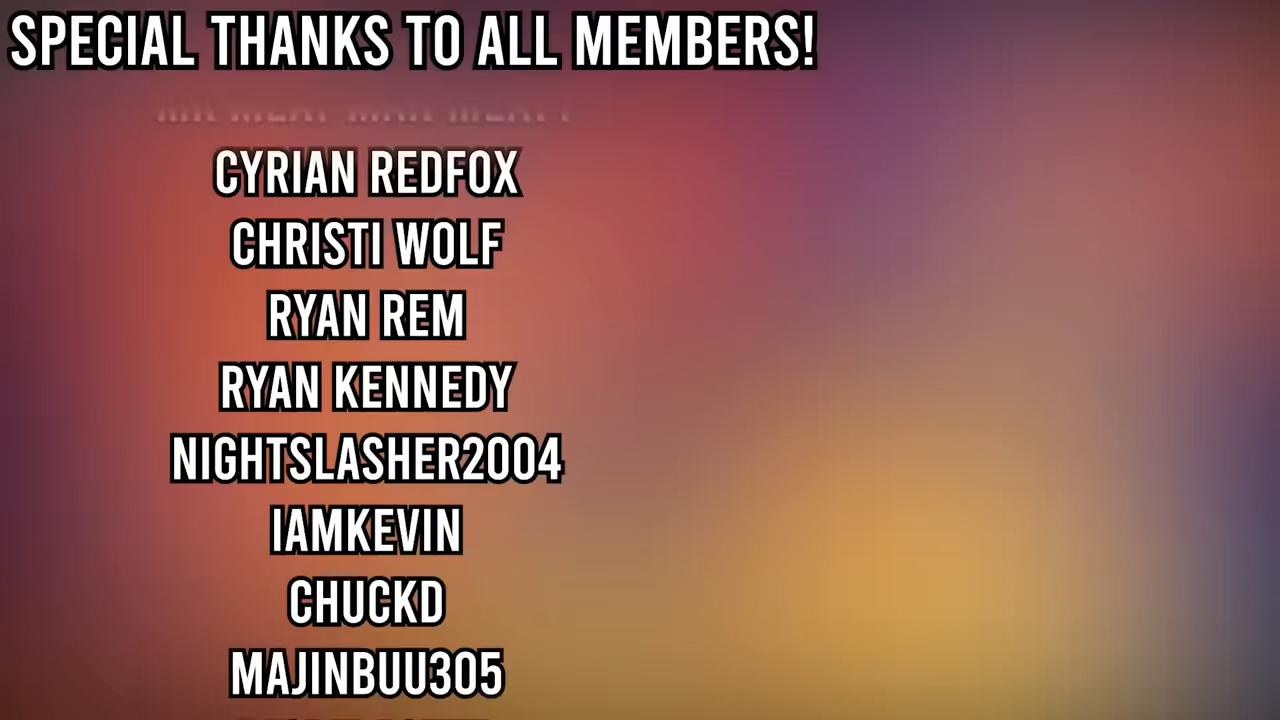 SPECIAL THANKS TO ALL MEMBERS!
CYRIAN REDFOX
CHRISTI WOLF
RYAN REM
RYAN KENNEDY
NIGHTSLASHER2004
IAMKEVIN
CHUCKD
MAJINBUU305